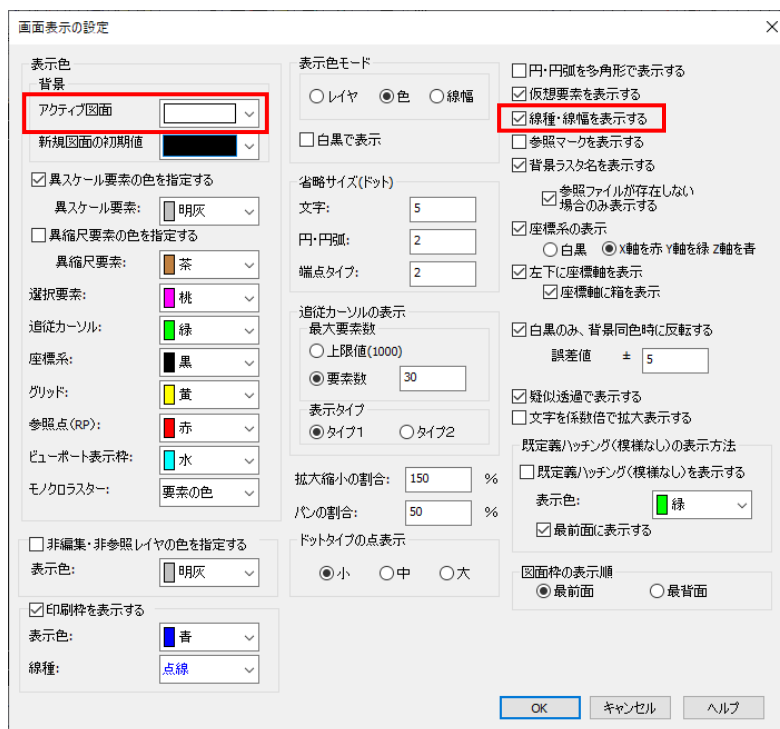 画面表示の設定
表示色
背景
アクティブ図面
新規図面の初期値
異スケール要素の色を指定する
異スケール要素: 明灰
異縮尺要素の色を指定する
異縮尺要素: 茶
選択要素: 桃
追従カーソル: 緑
座標系: 黒
グリッド: 黄
参照点(RP): 赤
ビューポート表示枠: 水
モノクロラスター: 要素の色
非編集・非参照レイヤの色を指定する
表示色: 明灰
印刷枠を表示する
表示色: 青
線種: 点線
表示色モード
レイヤ 色 線幅
白黒で表示
省略サイズ(ドット)
文字: 5
円・円弧: 2
端点タイプ: 2
追従カーソルの表示
最大要素数
上限値(1000)
要素数 30
表示タイプ
タイプ1 タイプ2
拡大縮小の割合: 150 %
パンの割合: 50 %
ドットタイプの点表示
小 中 大
円・円弧を多角形で表示する
仮想要素を表示する
線種・線幅を表示する
参照マークを表示する
背景ラスタ名を表示する
参照ファイルが存在しない
場合のみ表示する
座標系の表示
白黒 X軸を赤 Y軸を緑 Z軸を青
左下に座標軸を表示
座標軸に箱を表示
白黒のみ、背景同色時に反転する
誤差値 ± 5
疑似透過で表示する
文字を係数倍で拡大表示する
既定義ハッチング(模様なし)の表示方法
既定義ハッチング(模様なし)を表示する
表示色: 緑
最前面に表示する
図面枠の表示順
最前面 最背面
OK キャンセル ヘルプ